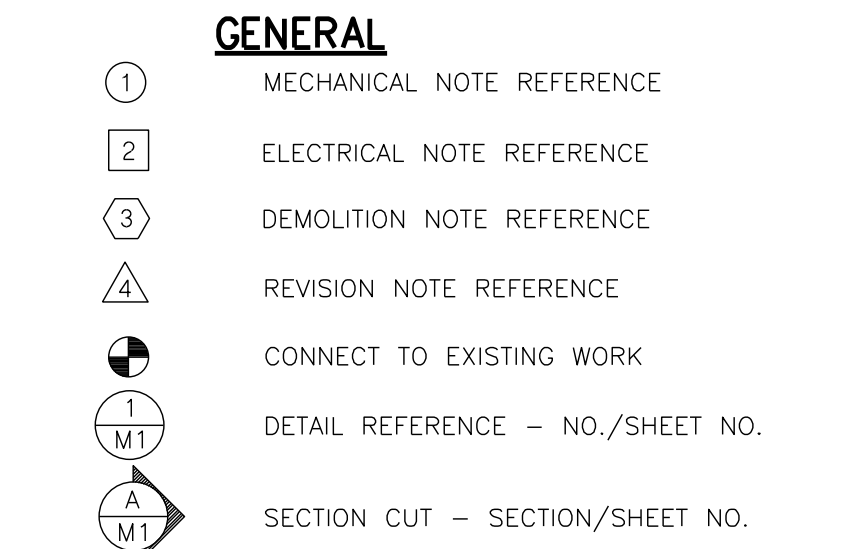 GENERAL
1 MECHANICAL NOTE REFERENCE
2 ELECTRICAL NOTE REFERENCE
3 DEMOLITION NOTE REFERENCE
4 REVISION NOTE REFERENCE
CONNECT TO EXISTING WORK
1
M1 DETAIL REFERENCE – NO./SHEET NO.
A
M1 SECTION CUT – SECTION/SHEET NO.